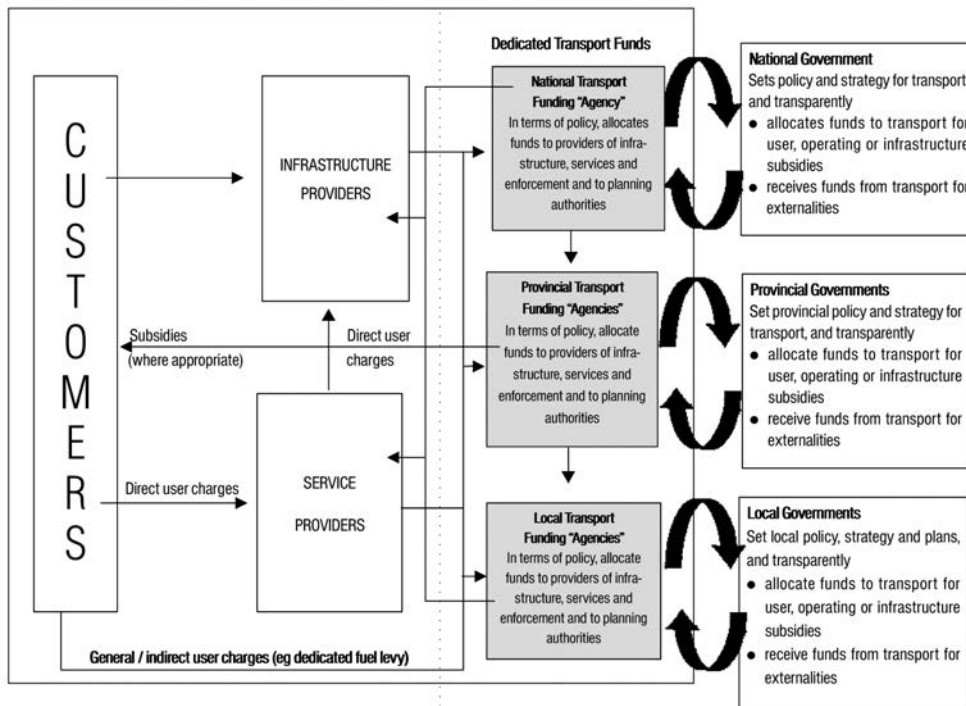 CUSTOMERS
INFRASTRUCTURE
PROVIDERS
Subsidies
(where appropriate)
Direct user
charges
Direct user charges
SERVICE
PROVIDERS
General / indirect user charges (eg dedicated fuel levy)
Dedicated Transport Funds
National Transport
Funding “Agency”
In terms of policy, allocates
funds to providers of infra-
structure, services and
enforcement and to planning
authorities
Provincial Transport
Funding “Agencies”
In terms of policy, allocate
funds to providers of infra-
structure, services and
enforcement and to planning
authorities
Local Transport
Funding “Agencies”
In terms of policy, allocate
funds to providers of infra-
structure, services and
enforcement and to planning
authorities
National Government
Sets policy and strategy for transport
and transparently
● allocates funds to transport for
user, operating or infrastructure
subsidies
● receives funds from transport for
externalities
Provincial Governments
Set provincial policy and strategy for
transport, and transparently
● allocate funds to transport for
user, operating or infrastructure
subsidies
● receive funds from transport for
externalities
Local Governments
Set local policy, strategy and plans,
and transparently
● allocate funds to transport for
user, operating or infrastructure
subsidies
● receive funds from transport for
externalities